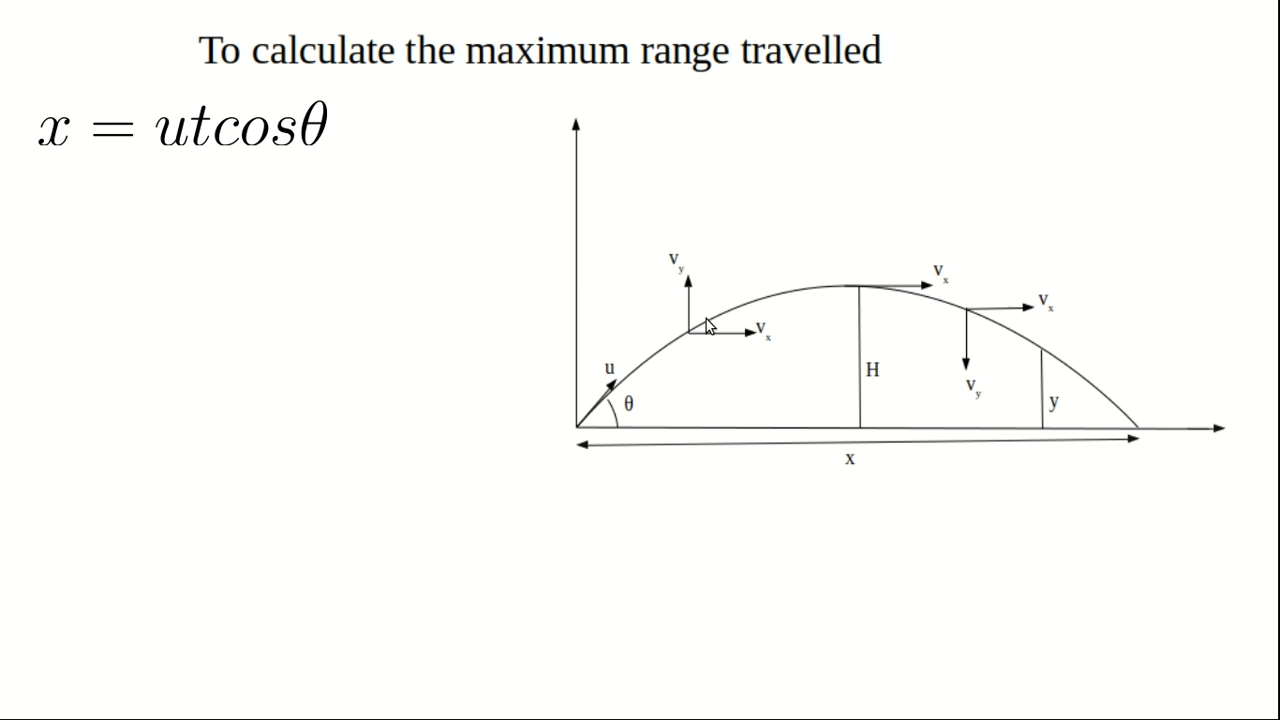 To calculate the maximum range travelled
x = utcosθ
v_y
v_x
v_x
v_x
u
θ
H
v_y
y
x